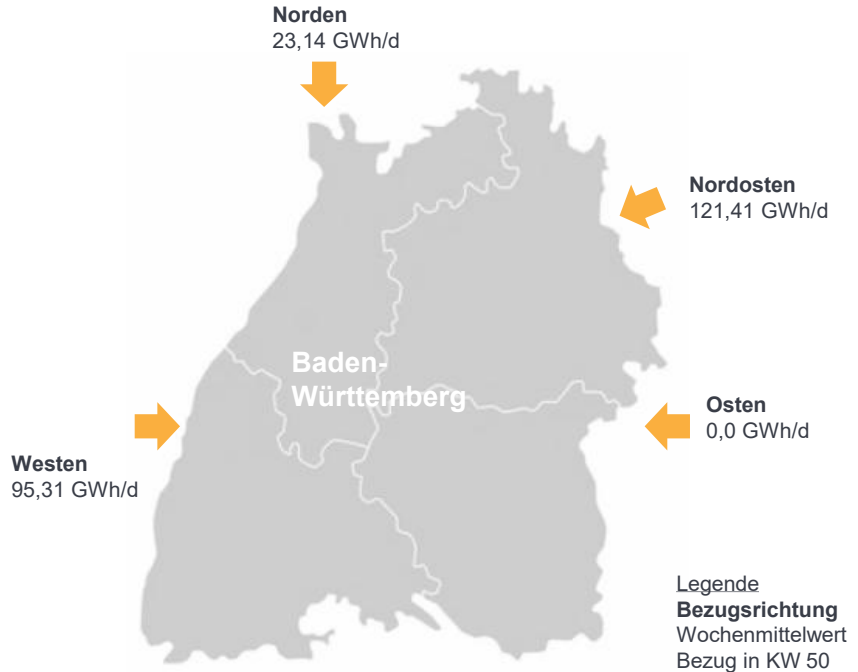 Norden
23,14 GWh/d
Nordosten
121,41 GWh/d
Baden-
Württemberg
Osten
0,0 GWh/d
Westen
95,31 GWh/d
Legende
Bezugsrichtung
Wochenmittelwert
Bezug in KW 50